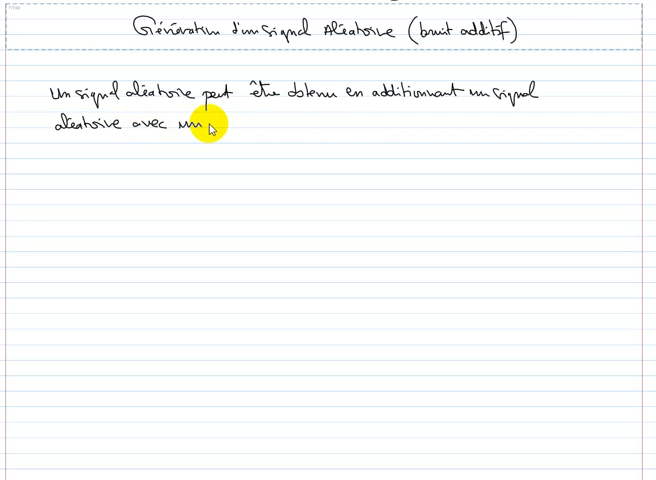 Title
Génération d'un signal Aléatoire (bruit additif)
Un signal aléatoire peut être obtenu en additionnant un signal
aléatoire avec un